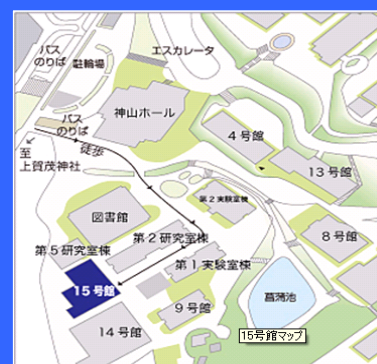 バス
のりば
駐輪場
エスカレータ
バス
のりば
神山ホール
至
上賀茂神社
徒歩
4号館
13号館
第2実験室棟
図書館
第2研究室棟
8号館
第5研究室棟
第1実験室棟
15号館
菖蒲池
9号館
14号館
15号館マップ